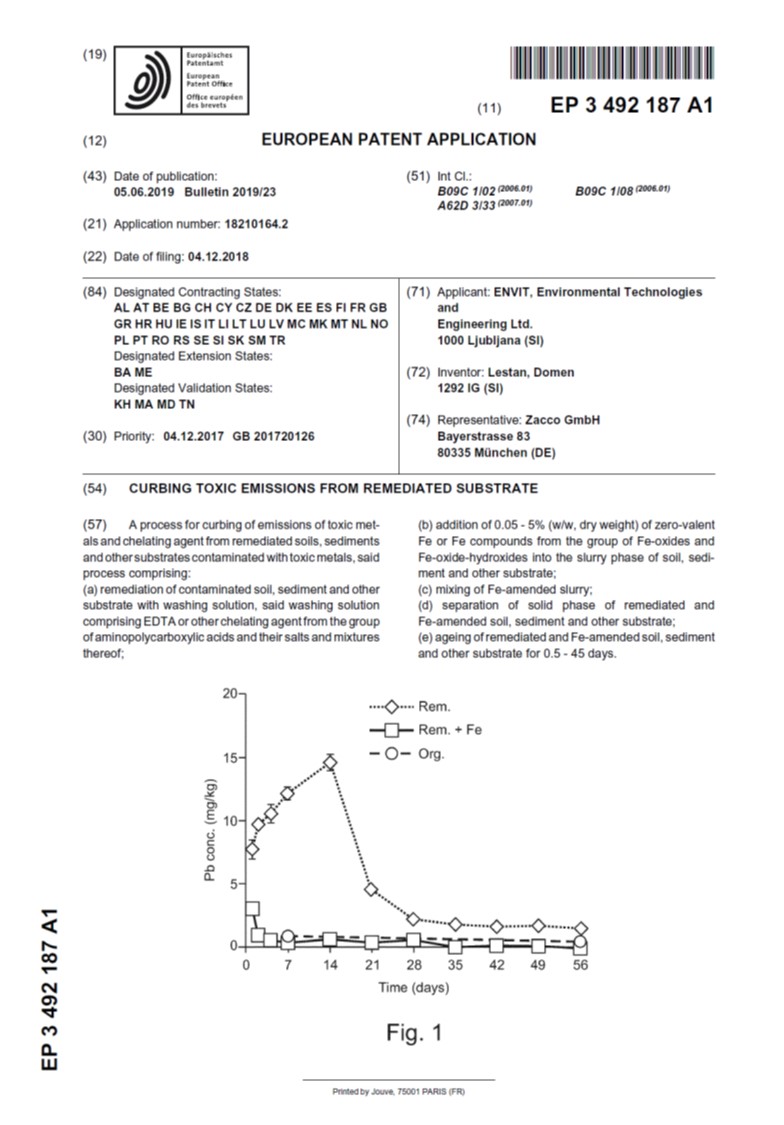 (19)
Europäisches
Patentamt
European
Patent Office
Office européen
des brevets
(11) EP 3 492 187 A1
(12) EUROPEAN PATENT APPLICATION
(43) Date of publication:
05.06.2019 Bulletin 2019/23
(21) Application number: 18210164.2
(22) Date of filing: 04.12.2018
(51) Int Cl.:
B09C 1/02 (2006.01) B09C 1/08 (2006.01)
A62D 3/33 (2007.01)
(84) Designated Contracting States:
AL AT BE BG CH CY CZ DE DK EE ES FI FR GB
GR HR HU IE IS IT LI LT LU LV MC MK MT NL NO
PL PT RO RS SE SI SK SM TR
Designated Extension States:
BA ME
Designated Validation States:
KH MA MD TN
(30) Priority: 04.12.2017 GB 201720126
(71) Applicant: ENVIT, Environmental Technologies
and
Engineering Ltd.
1000 Ljubljana (SI)
(72) Inventor: Lestan, Domen
1292 IG (SI)
(74) Representative: Zacco GmbH
Bayerstrasse 83
80335 München (DE)
(54) CURBING TOXIC EMISSIONS FROM REMEDIATED SUBSTRATE
(57) A process for curbing of emissions of toxic met-
als and chelating agent from remediated soils, sediments
and other substrates contaminated with toxic metals, said
process comprising:
(a) remediation of contaminated soil, sediment and other
substrate with washing solution, said washing solution
comprising EDTA or other chelating agent from the group
of aminopolycarboxylic acids and their salts and mixtures
thereof;
(b) addition of 0.05 - 5% (w/w, dry weight) of zero-valent
Fe or Fe compounds from the group of Fe-oxides and
Fe-oxide-hydroxides into the slurry phase of soil, sedi-
ment and other substrate;
(c) mixing of Fe-amended slurry;
(d) separation of solid phase of remediated and
Fe-amended soil, sediment and other substrate;
(e) ageing of remediated and Fe-amended soil, sediment
and other substrate for 0.5 - 45 days.
Rem.
Rem. + Fe
Org.
Pb conc. (mg/kg)
20
15
10
5
0
0 7 14 21 28 35 42 49 56
Time (days)
Fig. 1
EP 3 492 187 A1
Printed by Jouve, 75001 PARIS (FR)